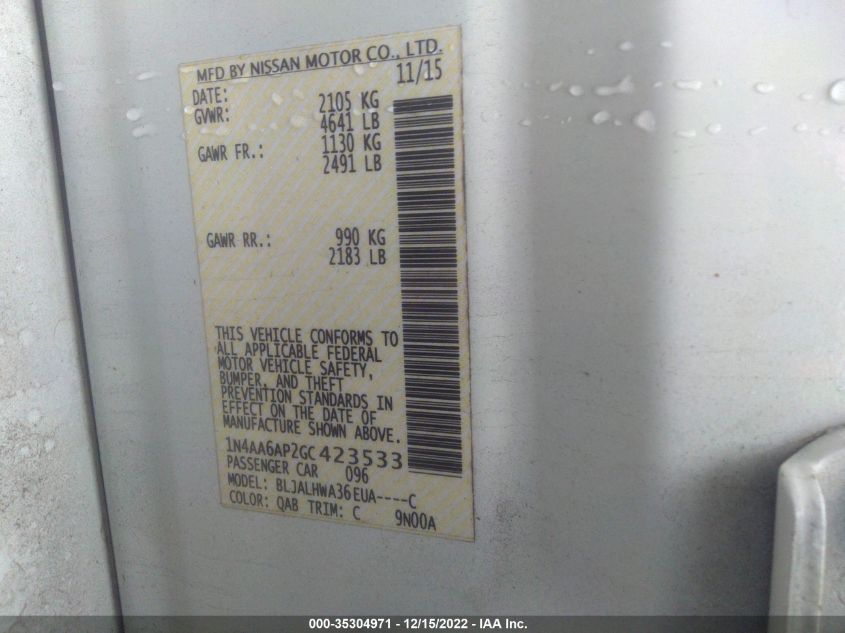 MFD BY NISSAN MOTOR CO., LTD.
DATE: 11/15
GVWR: 2105 KG
4641 LB
GAWR FR.: 1130 KG
2491 LB
GAWR RR.: 990 KG
2183 LB
THIS VEHICLE CONFORMS TO
ALL APPLICABLE FEDERAL
MOTOR VEHICLE SAFETY,
BUMPER, AND THEFT
PREVENTION STANDARDS IN
EFFECT ON THE DATE OF
MANUFACTURE SHOWN ABOVE.
1N4AA6AP2GC423533
PASSENGER CAR 096
MODEL: BLJALHWA36EUA----C
COLOR: QAB TRIM: C 9N00A
000-35304971 - 12/15/2022 - IAA Inc.